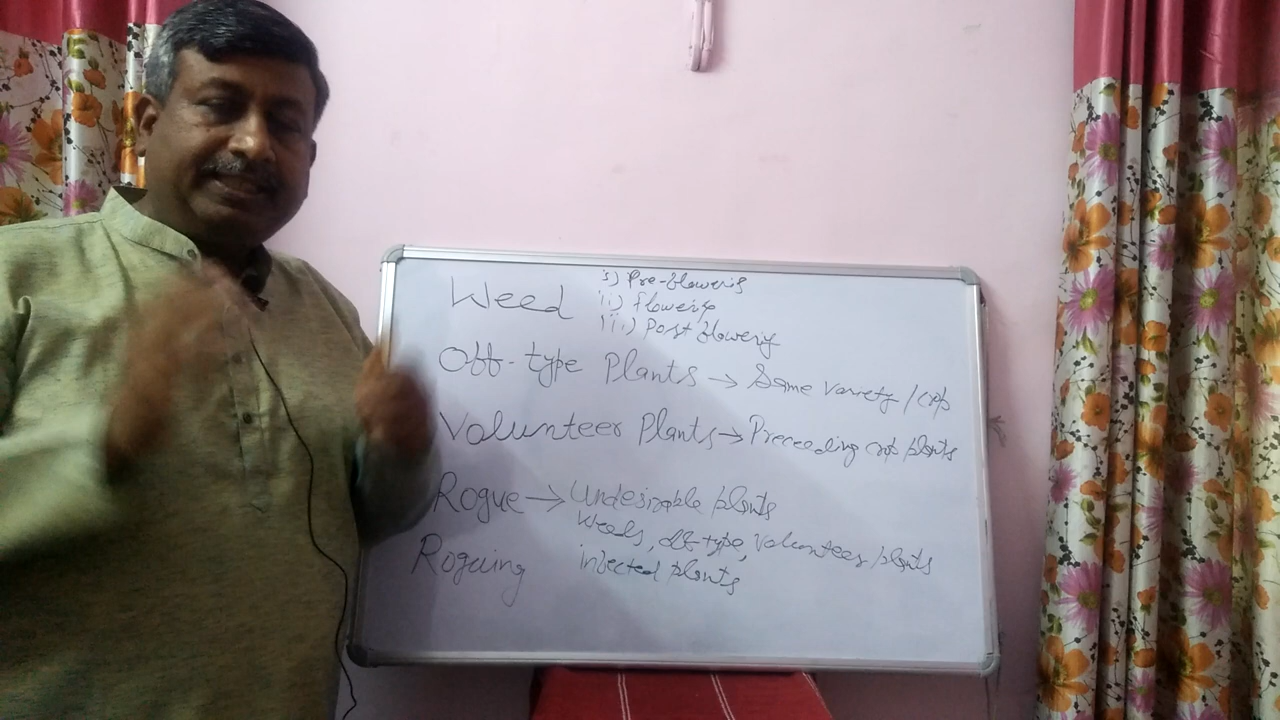 i) Pre-flowering
Weed ii) Flowering
iii) Post flowering
Off-type Plants → Same variety/crop
Volunteer Plants → Preceeding crop plants
Rogue → Undesirable plants
Weeds, off-type, Volunteer plants
Roguing infected plants